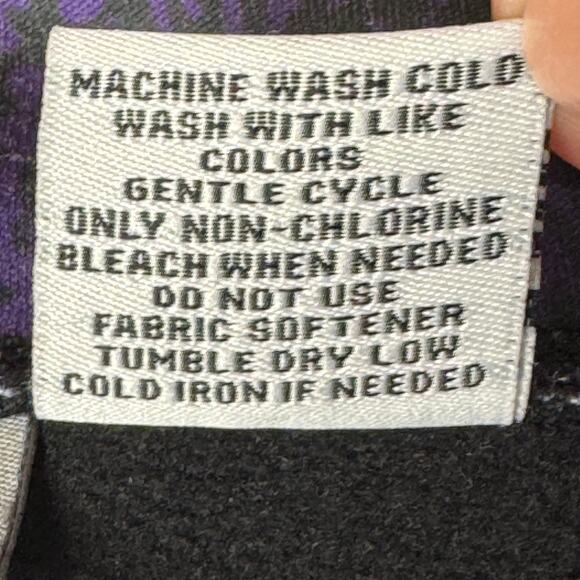 MACHINE WASH COLD
WASH WITH LIKE
COLORS
GENTLE CYCLE
ONLY NON-CHLORINE
BLEACH WHEN NEEDED
DO NOT USE
FABRIC SOFTENER
TUMBLE DRY LOW
COLD IRON IF NEEDED